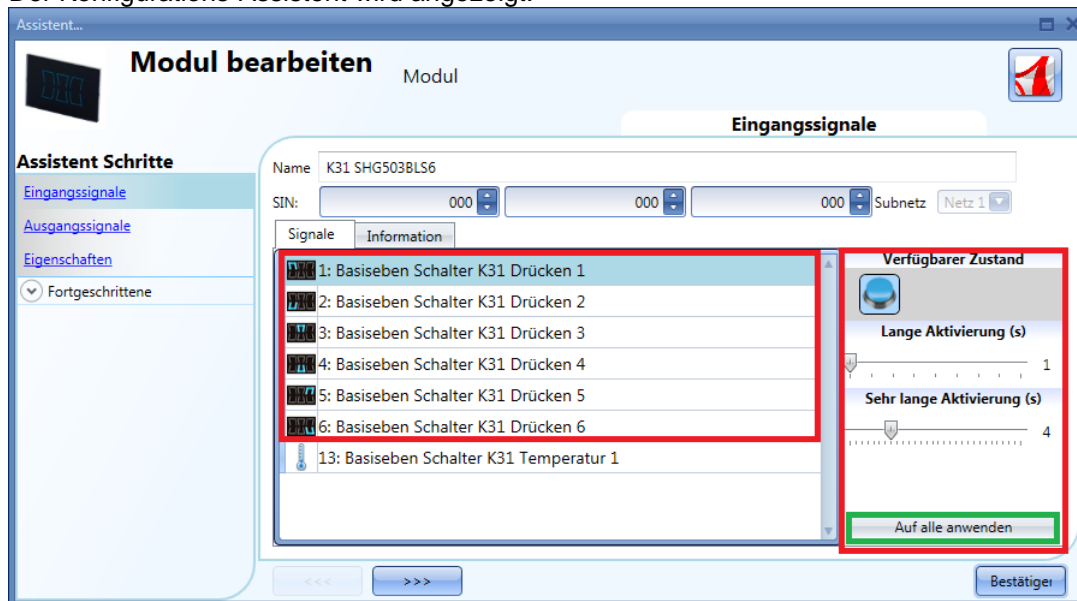 Der Konfigurations Assistent wird angezeigt.
Assistent...
Modul bearbeiten
Modul
Eingangssignale
Assistent Schritte
Eingangssignale
Ausgangssignale
Eigenschaften
Fortgeschrittene
Name K31 SHG503BLS6
SIN: 000 000 000 Subnetz Netz 1
Signale Information
1: Basiseben Schalter K31 Drücken 1
2: Basiseben Schalter K31 Drücken 2
3: Basiseben Schalter K31 Drücken 3
4: Basiseben Schalter K31 Drücken 4
5: Basiseben Schalter K31 Drücken 5
6: Basiseben Schalter K31 Drücken 6
13: Basiseben Schalter K31 Temperatur 1
Verfügbarer Zustand
Lange Aktivierung (s)
1
Sehr lange Aktivierung (s)
4
Auf alle anwenden
<<< >>>
Bestätiger